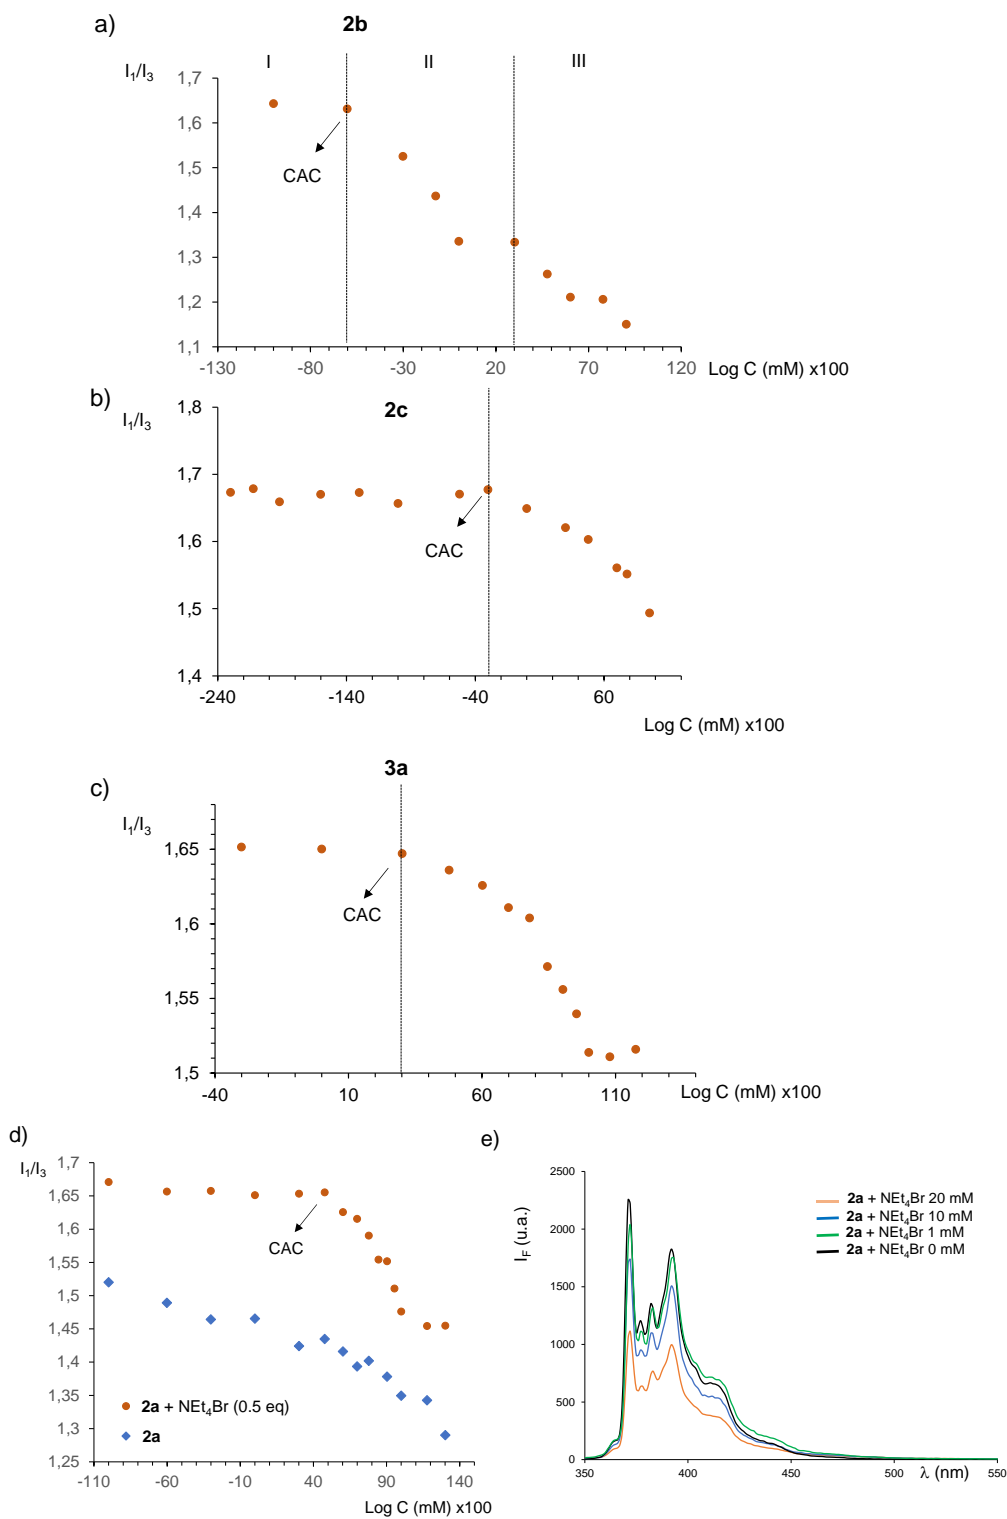 a)
2b
I II III
I1/I3
1,7
1,6
1,5
1,4
1,3
1,2
1,1
CAC
-130 -80 -30 20 70 120
Log C (mM) x100
b)
2c
I1/I3
1,8
1,7
1,6
1,5
1,4
CAC
-240 -140 -40 60
Log C (mM) x100
3a
c)
I1/I3
1,65
1,6
1,55
1,5
CAC
-40 10 60 110
Log C (mM) x100
d)
I1/I3
1,7
1,65
1,6
1,55
1,5
1,45
1,4
1,35
1,3
1,25
CAC
2a + NEt4Br (0.5 eq)
2a
-110 -60 -10 40 90 140
Log C (mM) x100
e)
IF (u.a.)
2500
2000
1500
1000
500
0
2a + NEt4Br 20 mM
2a + NEt4Br 10 mM
2a + NEt4Br 1 mM
2a + NEt4Br 0 mM
350 400 450 500 550
λ (nm)